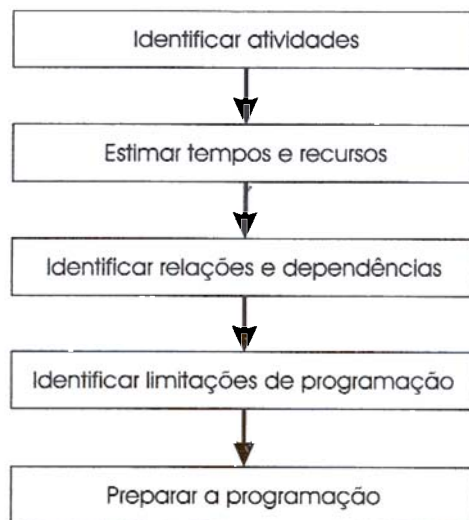 Identificar atividades
Estimar tempos e recursos
Identificar relações e dependências
Identificar limitações de programação
Preparar a programação